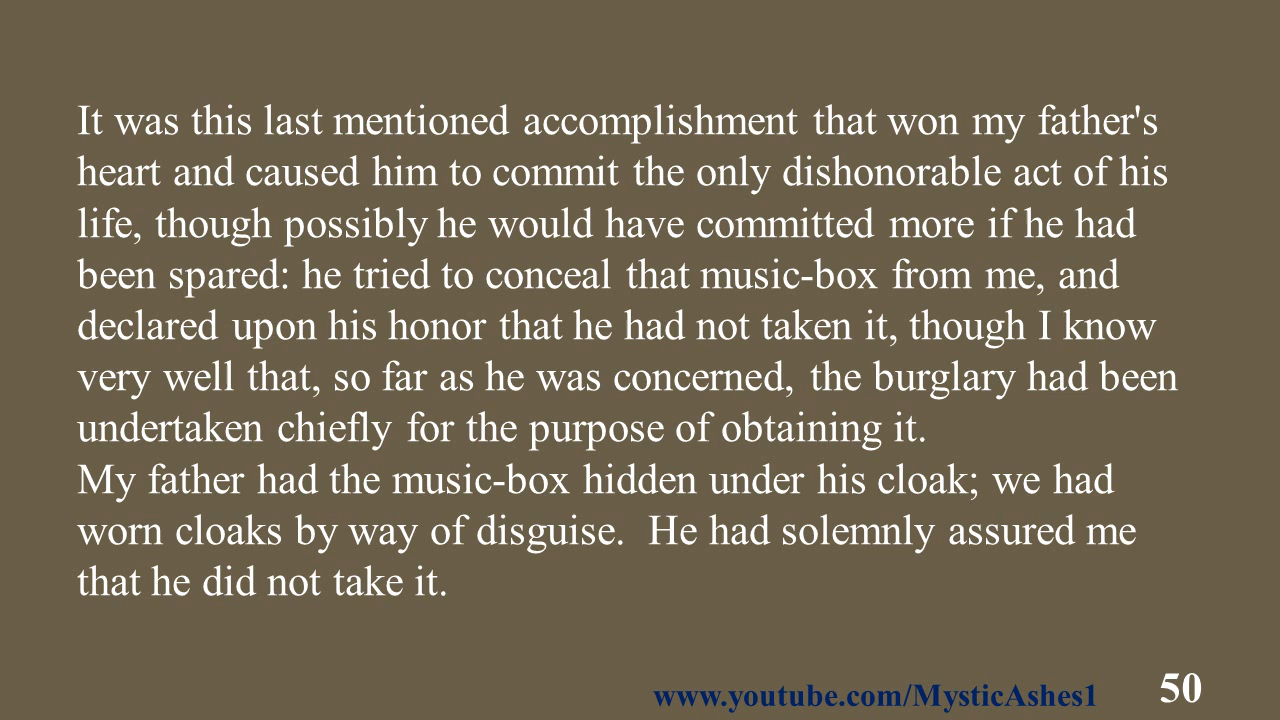 It was this last mentioned accomplishment that won my father's
heart and caused him to commit the only dishonorable act of his
life, though possibly he would have committed more if he had
been spared: he tried to conceal that music-box from me, and
declared upon his honor that he had not taken it, though I know
very well that, so far as he was concerned, the burglary had been
undertaken chiefly for the purpose of obtaining it.
My father had the music-box hidden under his cloak; we had
worn cloaks by way of disguise.  He had solemnly assured me
that he did not take it.
www.youtube.com/MysticAshes1
50